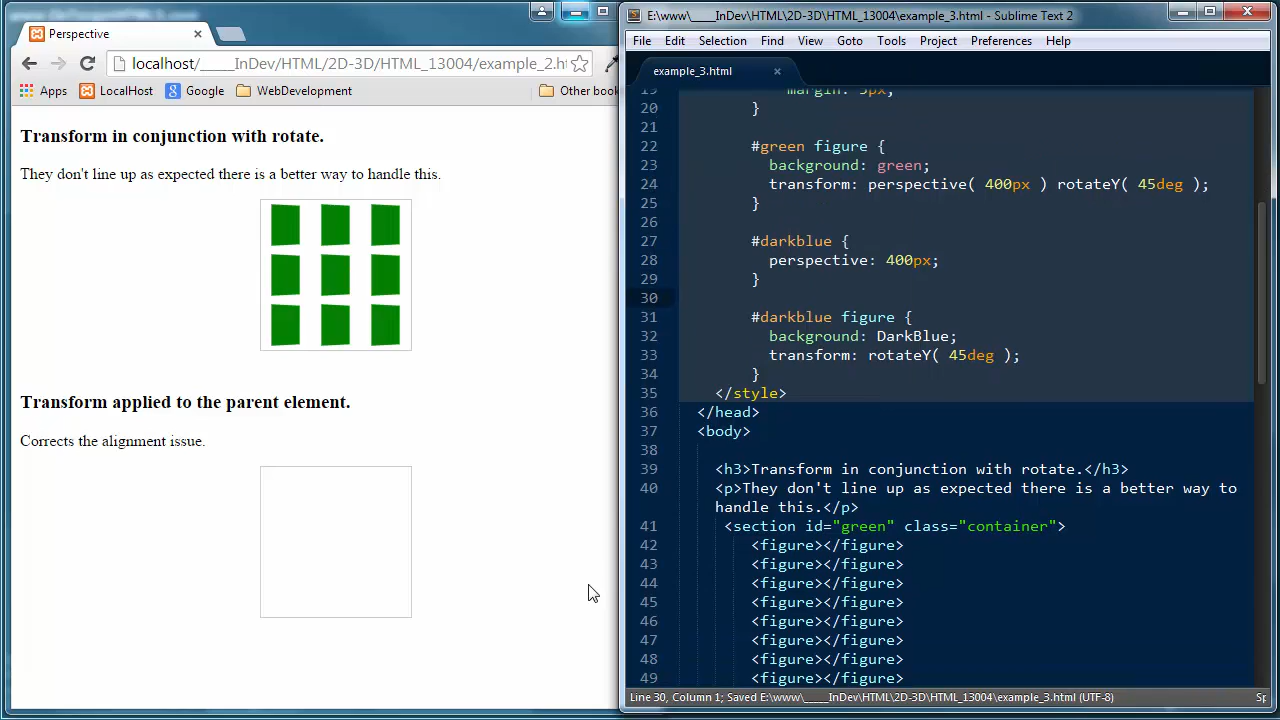 Perspective
localhost/_____InDev/HTML/2D-3D/HTML_13004/example_2.ht
Apps LocalHost Google WebDevelopment Other book
Transform in conjunction with rotate.
They don't line up as expected there is a better way to handle this.
Transform applied to the parent element.
Corrects the alignment issue.
E:\www\_____InDev\HTML\2D-3D\HTML_13004\example_3.html - Sublime Text 2
File Edit Selection Find View Goto Tools Project Preferences Help
example_3.html
19 margin: 5px;
20 }
21
22 #green figure {
23 background: green;
24 transform: perspective( 400px ) rotateY( 45deg );
25 }
26
27 #darkblue {
28 perspective: 400px;
29 }
30
31 #darkblue figure {
32 background: DarkBlue;
33 transform: rotateY( 45deg );
34 }
35 </style>
36 </head>
37 <body>
38
39 <h3>Transform in conjunction with rotate.</h3>
40 <p>They don't line up as expected there is a better way to
handle this.</p>
41 <section id="green" class="container">
42 <figure></figure>
43 <figure></figure>
44 <figure></figure>
45 <figure></figure>
46 <figure></figure>
47 <figure></figure>
48 <figure></figure>
49 <figure></figure>
Line 30, Column 1; Saved E:\www\_____InDev\HTML\2D-3D\HTML_13004\example_3.html (UTF-8) Sp